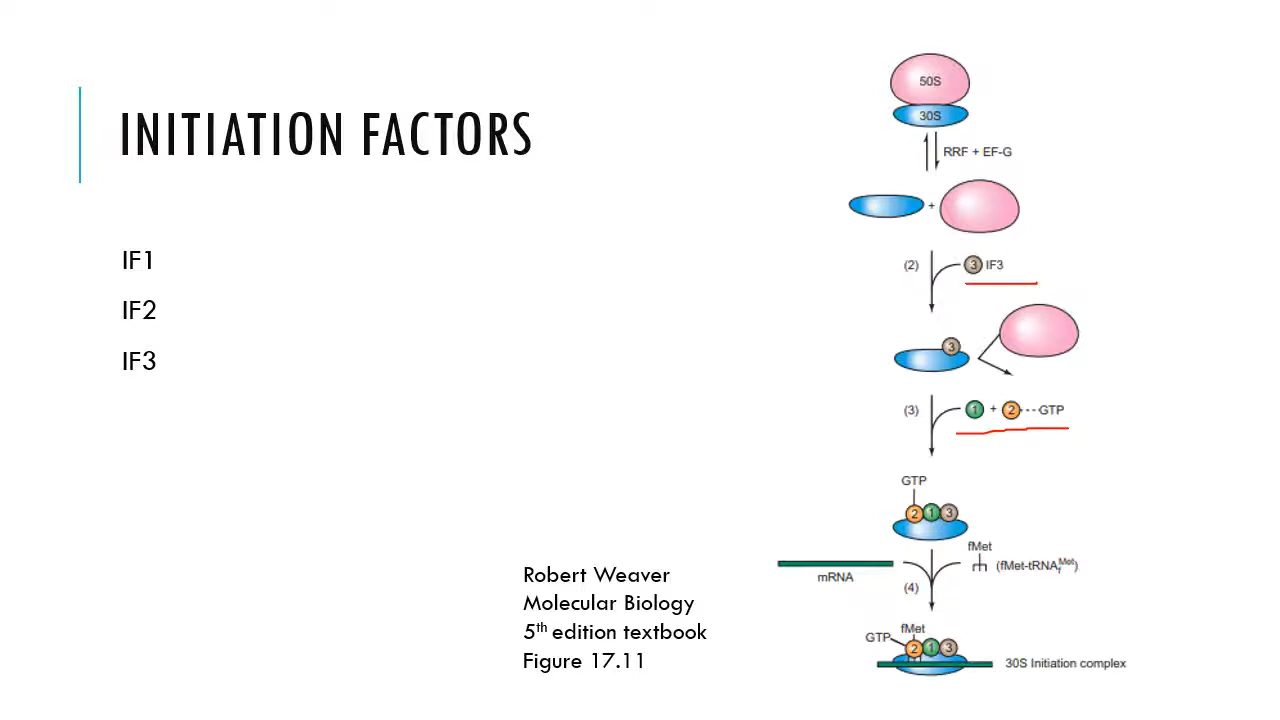 INITIATION FACTORS
IF1
IF2
IF3
Robert Weaver
Molecular Biology
5th edition textbook
Figure 17.11
50S
30S
RRF + EF-G
+
(2)
3 IF3
3
(3)
1 + 2 ---GTP
GTP
2 1 3
fMet
mRNA
(fMet-tRNAfMet)
(4)
fMet
GTP
2 1 3
30S Initiation complex